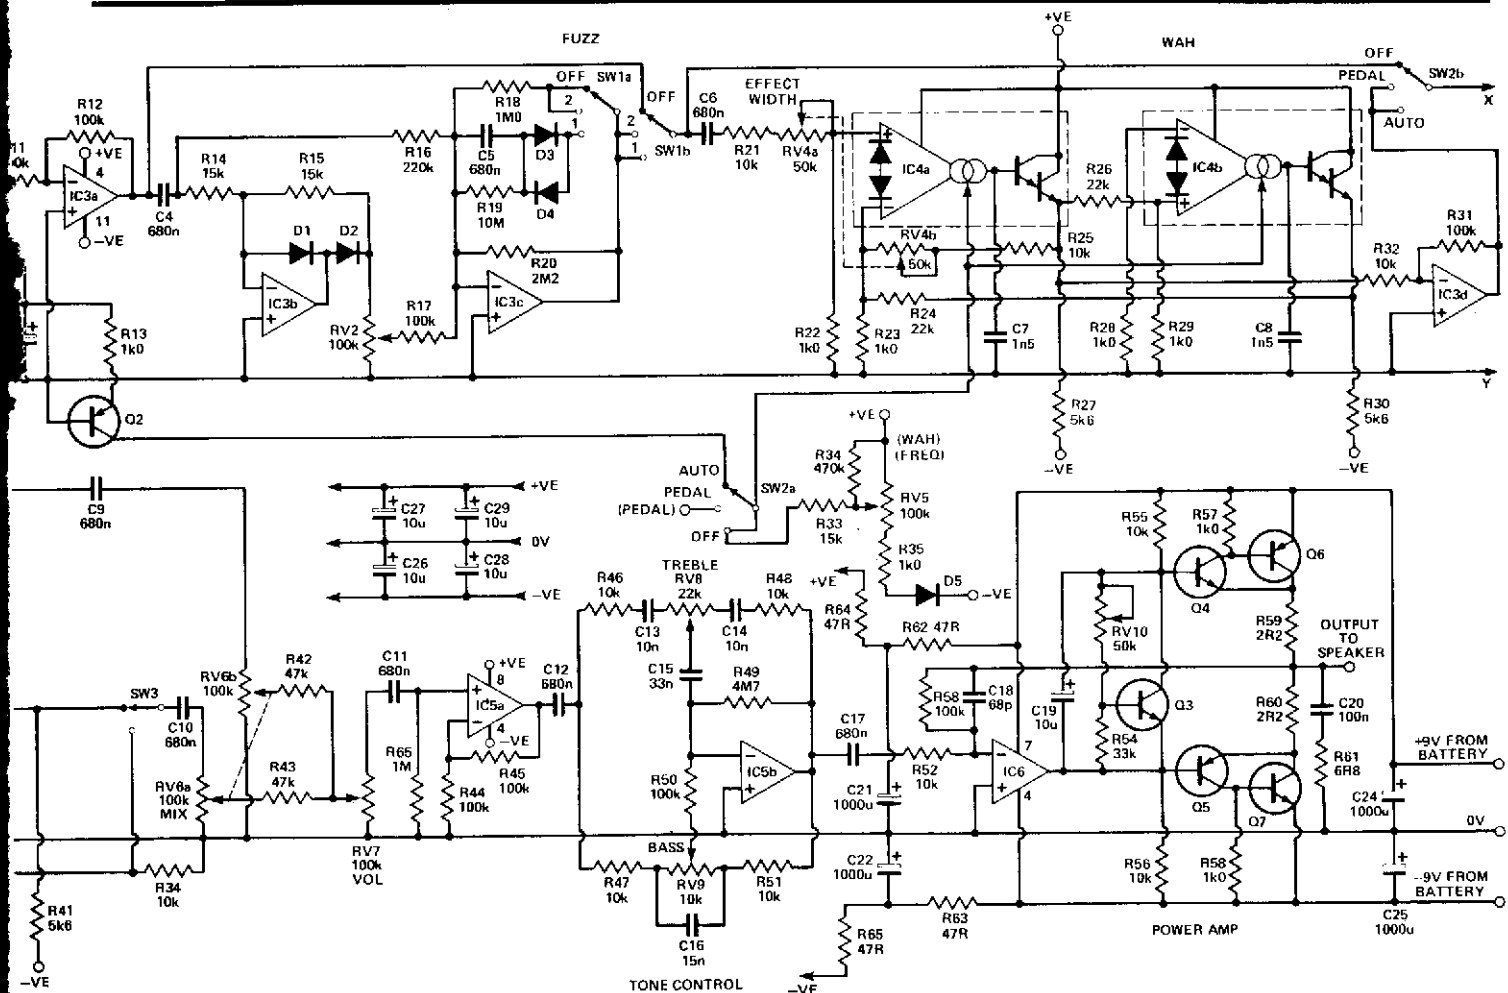 FUZZ
+VE
WAH
R12
100k
+VE
4
IC3a
11
−VE
C4
680n
R14
15k
R15
15k
D1
D2
IC3b
R13
1k0
Q2
RV2
100k
R17
100k
R16
220k
R18
1M0
C5
680n
R19
10M
D3
D4
OFF
SW1a
2
1
R20
2M2
IC3c
OFF
2
1
SW1b
C6
680n
EFFECT
WIDTH
R21
10k
RV4a
50k
IC4a
RV4b
50k
R25
10k
R24
22k
R22
1k0
R23
1k0
C7
1n5
R26
22k
IC4b
R28
1k0
R29
1k0
C8
1n5
R27
5k6
−VE
R30
5k6
−VE
OFF
PEDAL
SW2b
AUTO
X
R31
100k
R32
10k
IC3d
Y
C9
680n
+VE
C27
10u
C29
10u
0V
C26
10u
C28
10u
−VE
AUTO
PEDAL
(PEDAL)
SW2a
OFF
R33
15k
R34
470k
+VE
(WAH)
(FREQ)
RV5
100k
R35
1k0
D5
−VE
SW3
C10
680n
RV6b
100k
R42
47k
RV6a
100k
MIX
R43
47k
R34
10k
R41
5k6
−VE
C11
680n
RV7
100k
VOL
R65
1M
+VE
8
IC5a
4
−VE
R45
100k
R44
100k
C12
680n
R46
10k
C13
10n
TREBLE
RV8
22k
C14
10n
R48
10k
C15
33n
R49
4M7
R50
100k
IC5b
BASS
R47
10k
RV9
10k
R51
10k
C16
15n
TONE CONTROL
C17
680n
R52
10k
+VE
R64
47R
R62 47R
R58
100k
C18
68p
7
IC6
4
C21
1000u
C22
1000u
R63
47R
R65
47R
−VE
C19
10u
R55
10k
R57
1k0
Q6
Q4
RV10
50k
Q3
R54
33k
Q5
Q7
R56
10k
R58
1k0
R59
2R2
R60
2R2
OUTPUT
TO
SPEAKER
C20
100n
R61
6R8
+9V FROM
BATTERY
C24
1000u
0V
−9V FROM
BATTERY
C25
1000u
POWER AMP